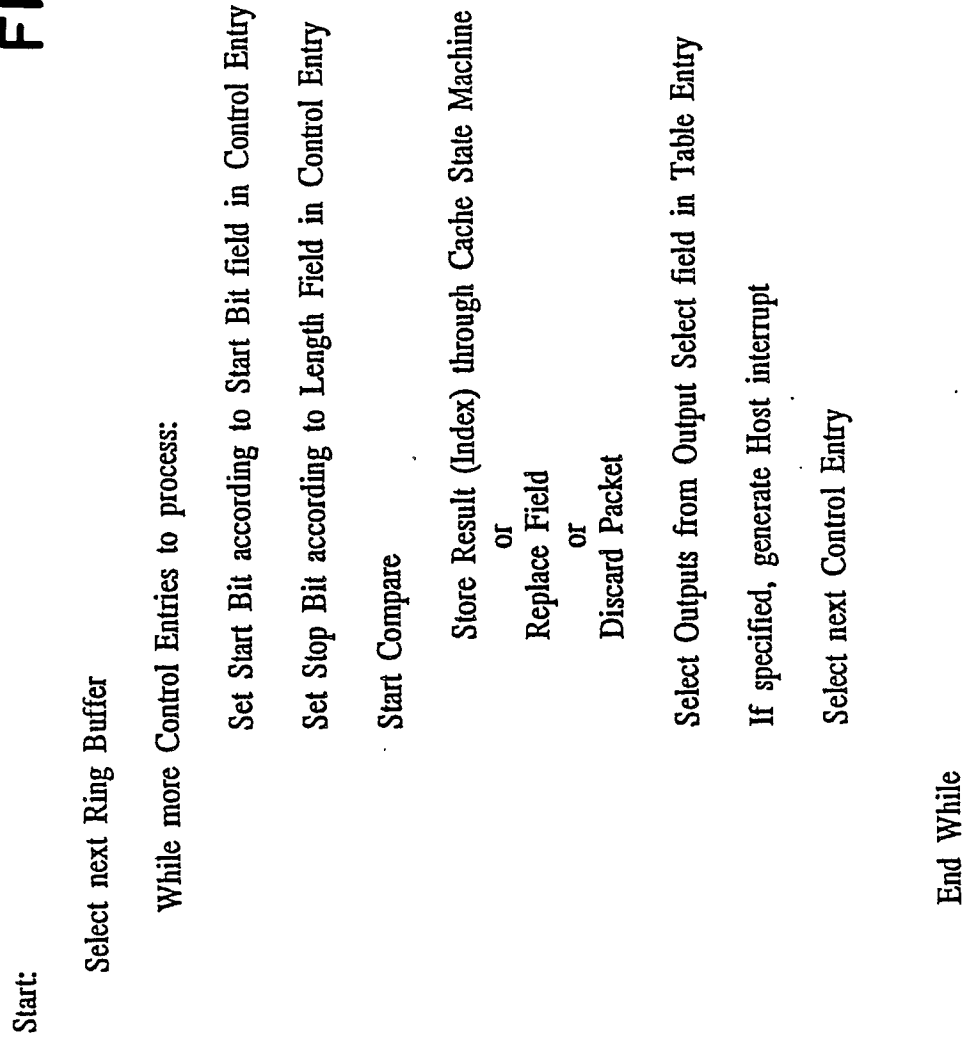 Start:
Select next Ring Buffer
While more Control Entries to process:
Set Start Bit according to Start Bit field in Control Entry
Set Stop Bit according to Length Field in Control Entry
Start Compare
Store Result (Index) through Cache State Machine
or
Replace Field
or
Discard Packet
Select Outputs from Output Select field in Table Entry
If specified, generate Host interrupt
Select next Control Entry
End While